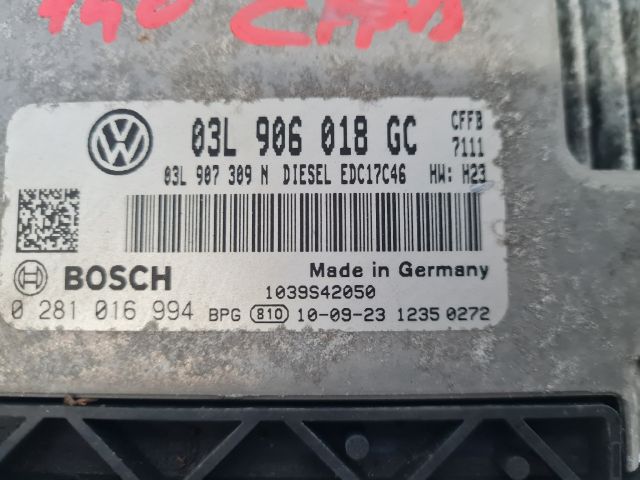 140 CFFB
03L 906 018 GC CFFB
7111
03L 907 309 N DIESEL EDC17C46 HW: H23
BOSCH Made in Germany
1039S42050
0 281 016 994 BPG 810 10-09-23 1235 0272